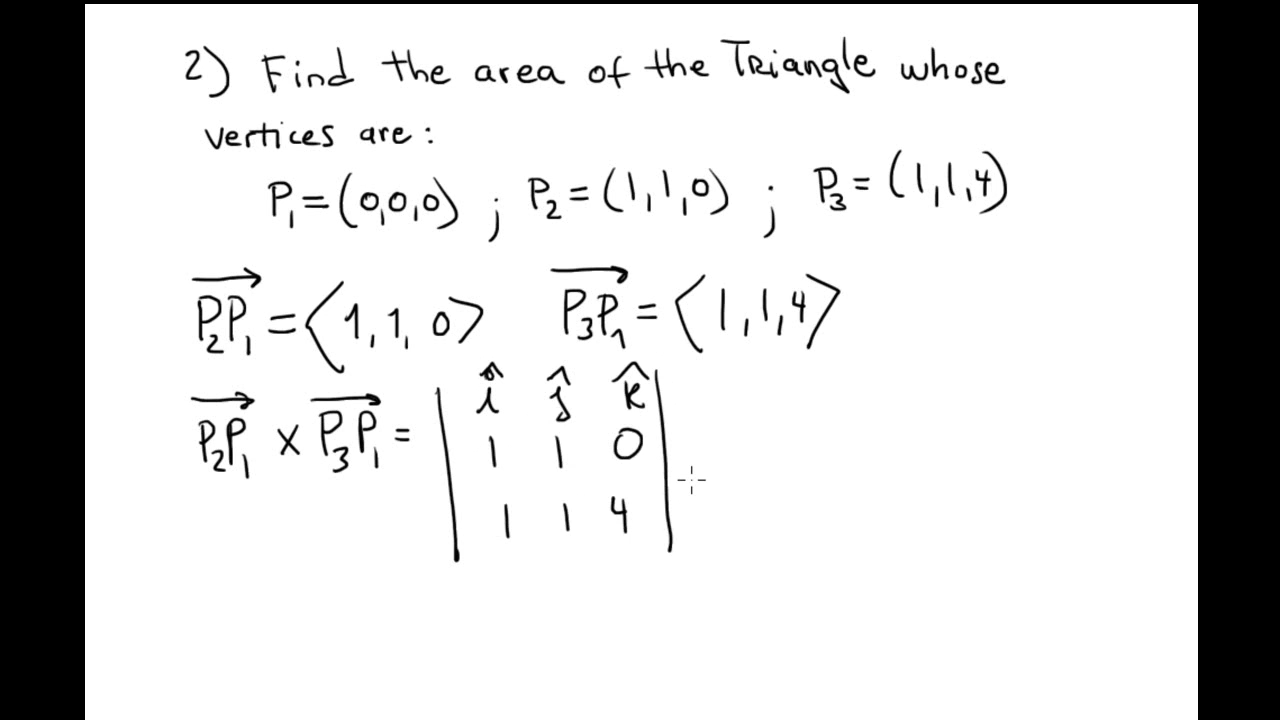 2) Find the area of the Triangle whose
vertices are:
P₁=(0,0,0) ; P₂=(1,1,0) ; P₃=(1,1,4)
→P₂P₁ =⟨1,1,0⟩ →P₃P₁ =⟨1,1,4⟩
→P₂P₁ x →P₃P₁ = | î ĵ k̂ |
| 1 1 0 |
| 1 1 4 |